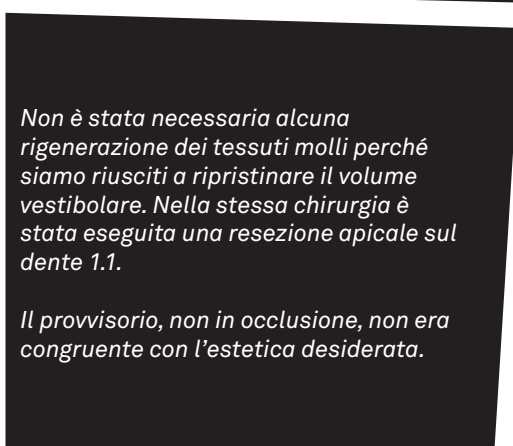 Non è stata necessaria alcuna
rigenerazione dei tessuti molli perché
siamo riusciti a ripristinare il volume
vestibolare. Nella stessa chirurgia è
stata eseguita una resezione apicale sul
dente 1.1.
Il provvisorio, non in occlusione, non era
congruente con l’estetica desiderata.